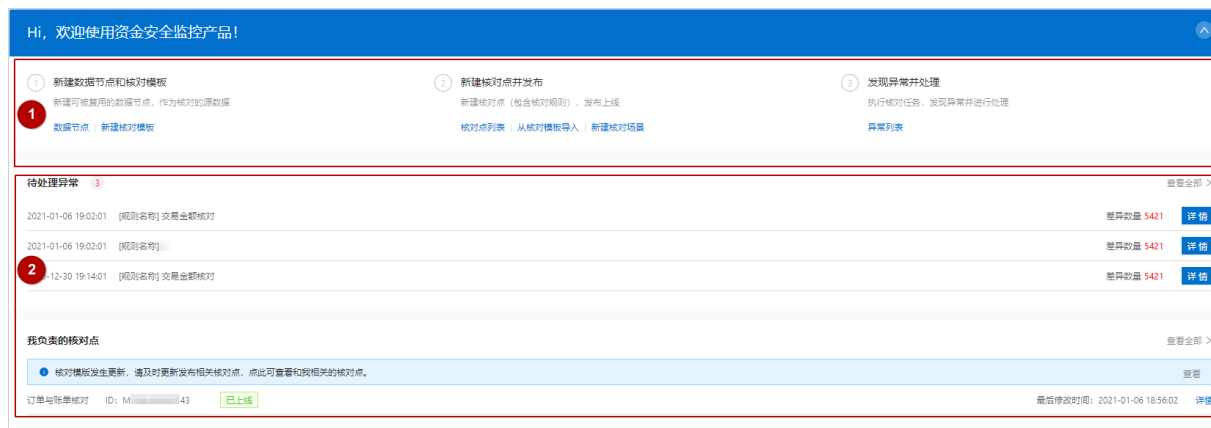 Hi，欢迎使用资金安全监控产品！
1 新建数据节点和核对模板
2 新建核对点并发布
3 发现异常并处理
新建可被复用的数据节点，作为核对的源数据
新建核对点（包含核对规则），发布上线
执行核对任务，发现异常并进行处理
1
数据节点 | 新建核对模板
核对点列表 | 从核对模板导入 | 新建核对场景
异常列表
待处理异常 3 查看全部 >
2021-01-06 19:02:01 [规则名称] 交易金额核对 差异数量 5421 详情
2021-01-06 19:02:01 [规则名称] 差异数量 5421 详情
2
-12-30 19:14:01 [规则名称] 交易金额核对 差异数量 5421 详情
我负责的核对点 查看全部 >
核对模版发生更新，请及时更新发布相关核对点，点此可查看和我相关的核对点。 查看
订单与账单核对 ID：M 43 已上线 最后修改时间：2021-01-06 18:56:02 详情